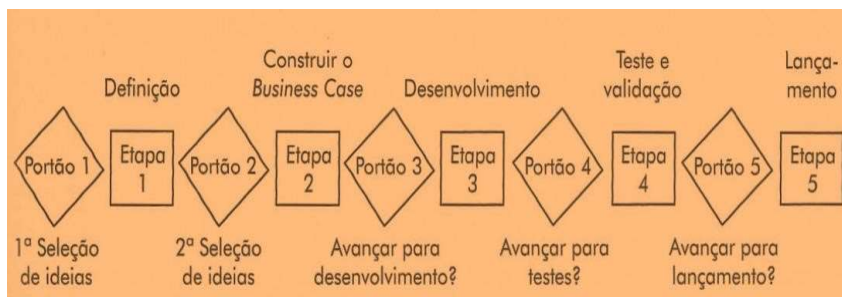 Definição
Construir o
Business Case
Desenvolvimento
Teste e
validação
Lança-
mento
Portão 1
Etapa
1
Portão 2
Etapa
2
Portão 3
Etapa
3
Portão 4
Etapa
4
Portão 5
Etapa
5
1ª Seleção
de ideias
2ª Seleção
de ideias
Avançar para
desenvolvimento?
Avançar para
testes?
Avançar para
lançamento?